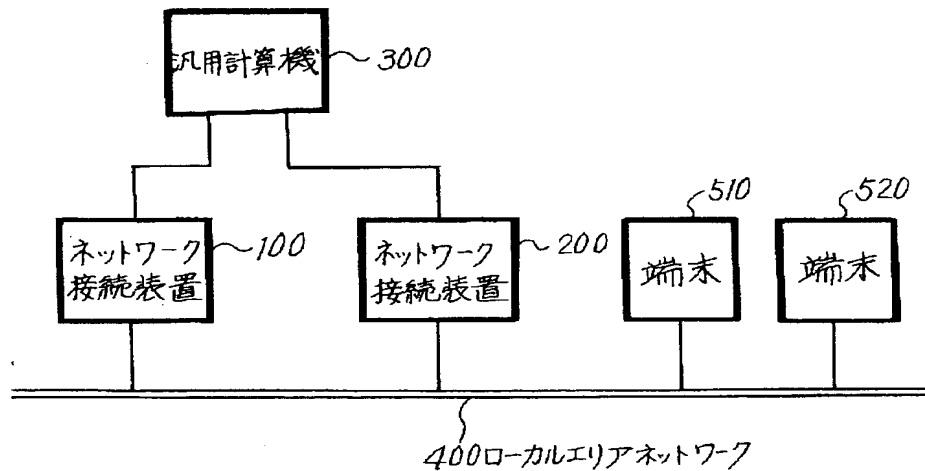 汎用計算機
300
ネットワーク
接続装置
100
ネットワーク
接続装置
200
510
端末
520
端末
400ローカルエリアネットワーク